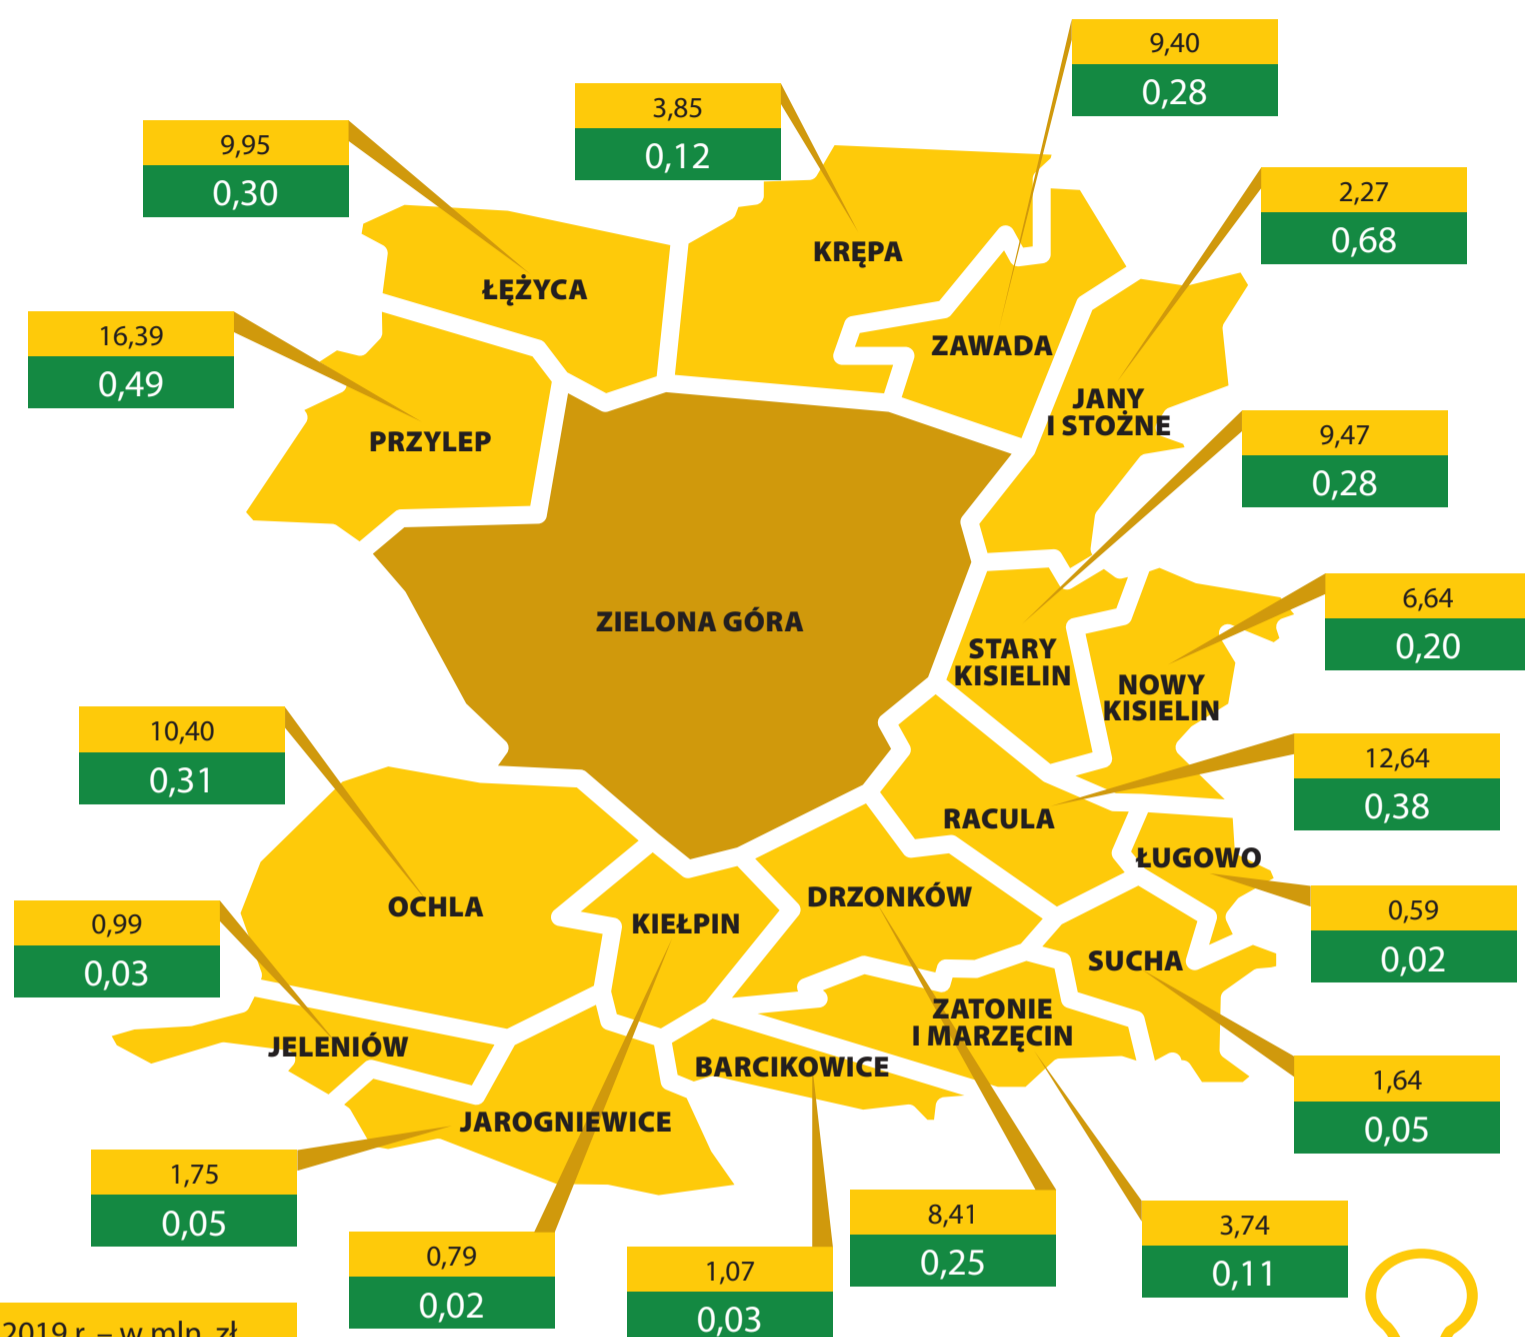 9,40
0,28
3,85
0,12
9,95
0,30
2,27
0,68
KRĘPA
ŁĘŻYCA
16,39
0,49
ZAWADA
JANY
I STOŻNE
PRZYLEP
9,47
0,28
ZIELONA GÓRA
6,64
0,20
STARY
KISIELIN
NOWY
KISIELIN
10,40
0,31
12,64
0,38
RACULA
ŁUGOWO
OCHLA
KIEŁPIN
DRZONKÓW
0,99
0,03
0,59
0,02
SUCHA
ZATONIE
I MARZĘCIN
JELENIÓW
BARCIKOWICE
1,64
0,05
JAROGNIEWICE
1,75
0,05
8,41
0,25
3,74
0,11
0,79
0,02
1,07
0,03
2019 r. – w mln. zł